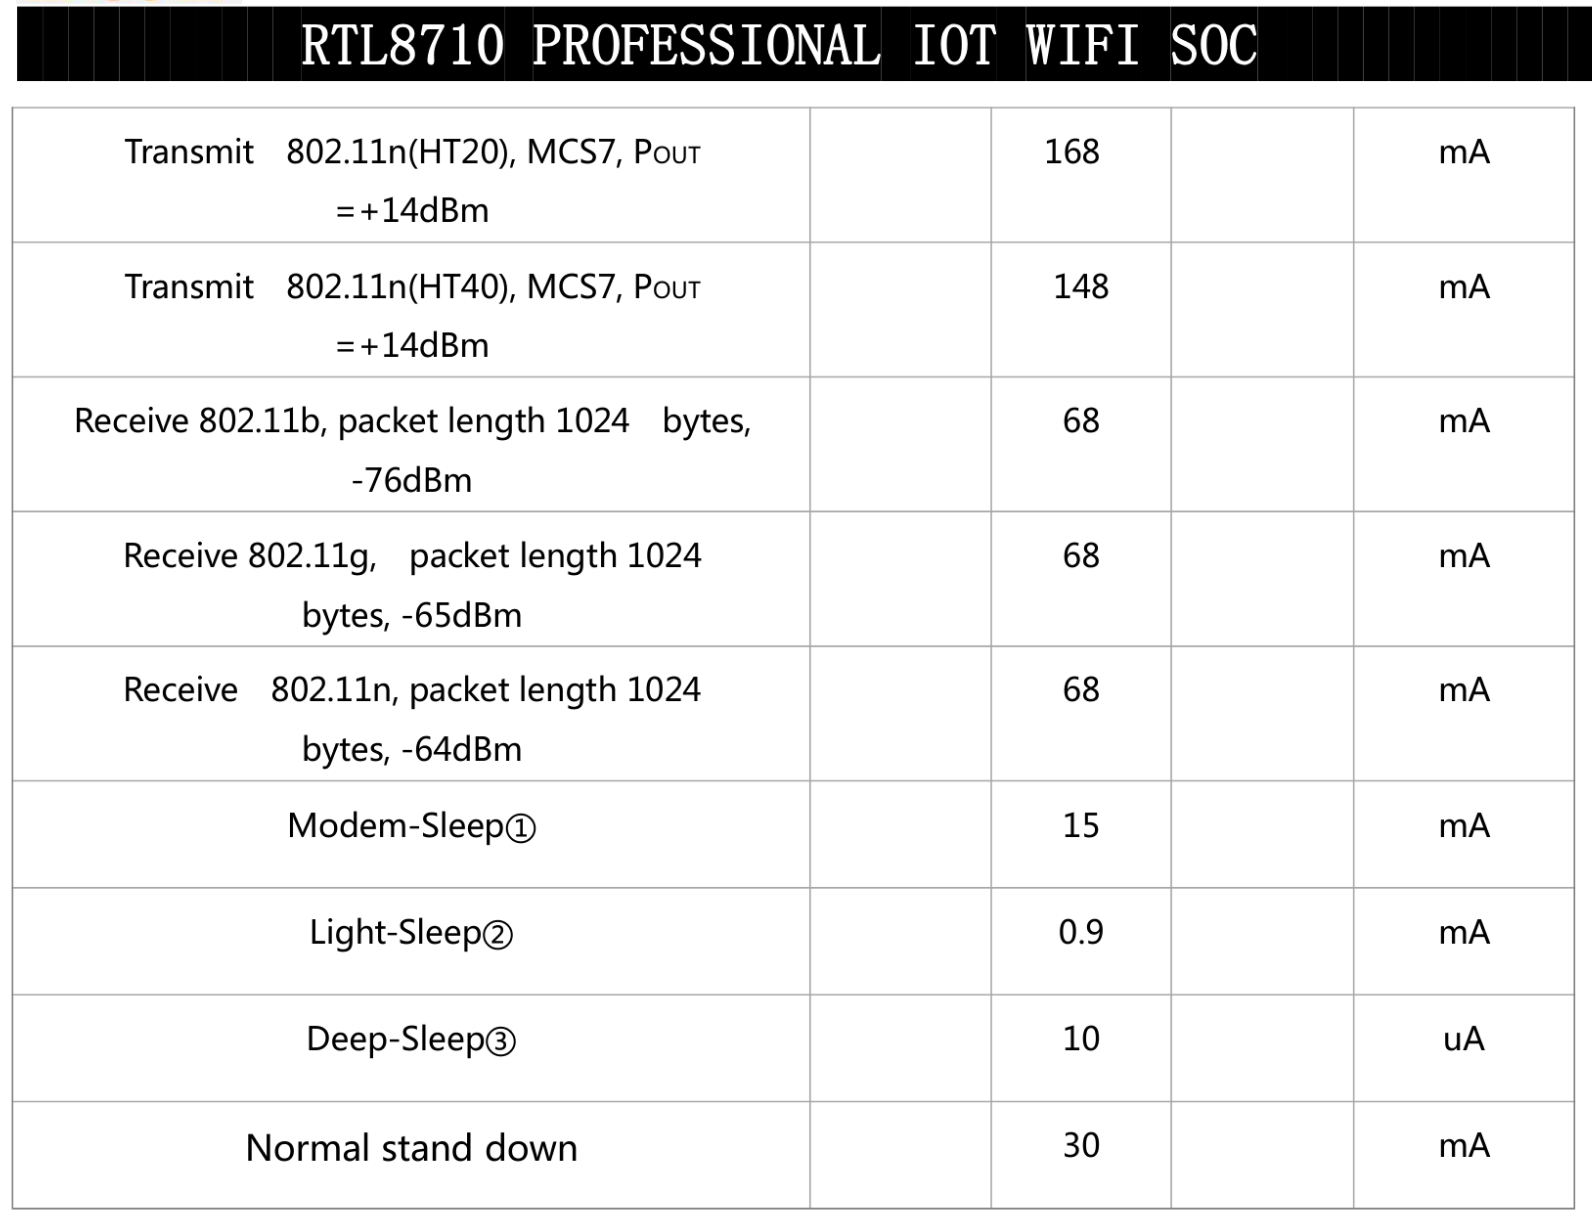 RTL8710 PROFESSIONAL IOT WIFI SOC
Transmit 802.11n(HT20), MCS7, POUT 168 mA
=+14dBm
Transmit 802.11n(HT40), MCS7, POUT 148 mA
=+14dBm
Receive 802.11b, packet length 1024 bytes, 68 mA
-76dBm
Receive 802.11g, packet length 1024 68 mA
bytes, -65dBm
Receive 802.11n, packet length 1024 68 mA
bytes, -64dBm
Modem-Sleep① 15 mA
Light-Sleep② 0.9 mA
Deep-Sleep③ 10 uA
Normal stand down 30 mA